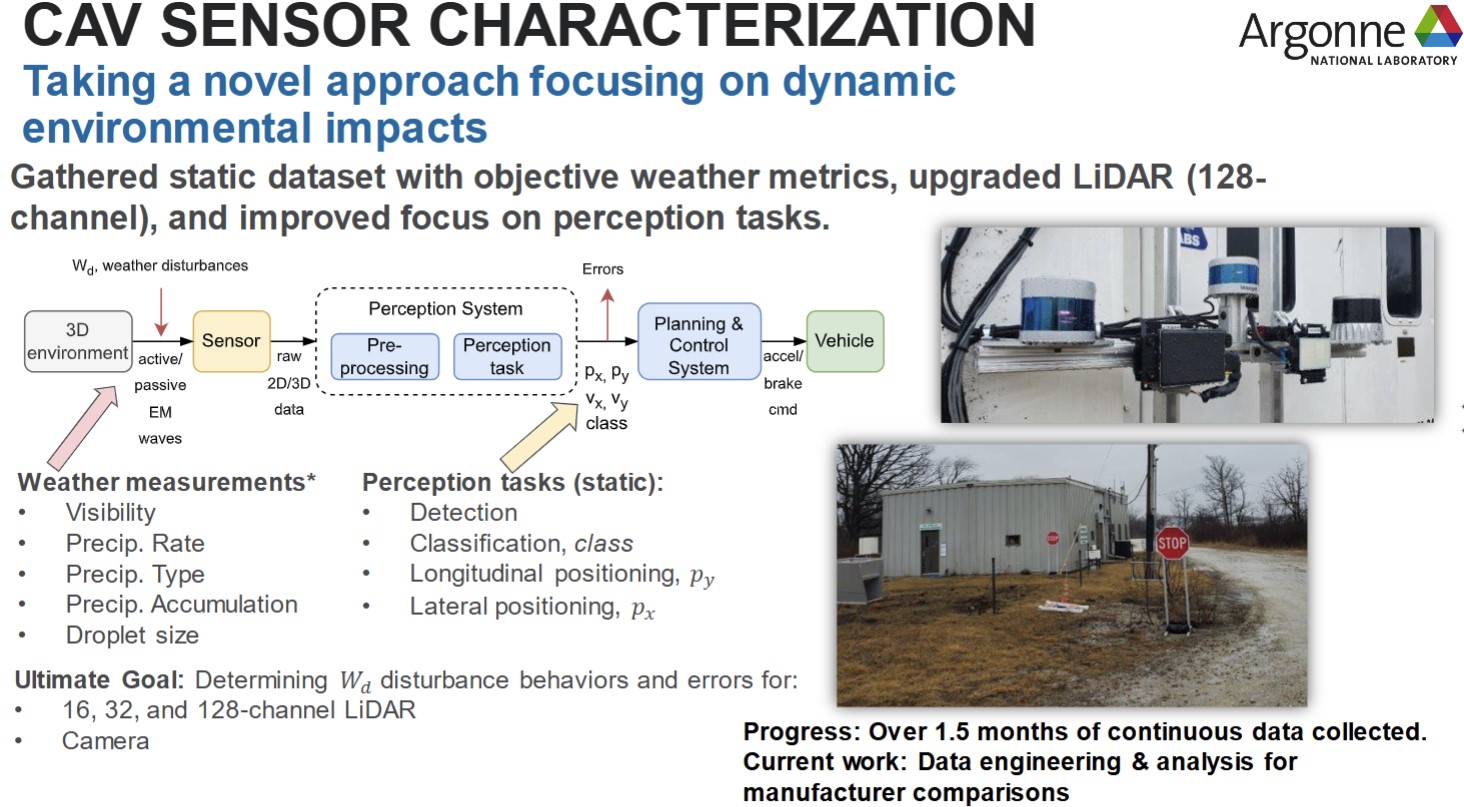 CAV SENSOR CHARACTERIZATION
Argonne
NATIONAL LABORATORY
Taking a novel approach focusing on dynamic
environmental impacts
Gathered static dataset with objective weather metrics, upgraded LiDAR (128-
channel), and improved focus on perception tasks.
W_d, weather disturbances
3D
environment
active/
passive
EM
waves
Sensor
raw
2D/3D
data
Perception System
Pre-
processing
Perception
task
Errors
p_x, p_y
v_x, v_y
class
Planning &
Control
System
accel/
brake
cmd
Vehicle
ABS
Weather measurements*
• Visibility
• Precip. Rate
• Precip. Type
• Precip. Accumulation
• Droplet size
Perception tasks (static):
• Detection
• Classification, class
• Longitudinal positioning, p_y
• Lateral positioning, p_x
STOP
STOP
Ultimate Goal: Determining W_d disturbance behaviors and errors for:
• 16, 32, and 128-channel LiDAR
• Camera
Progress: Over 1.5 months of continuous data collected.
Current work: Data engineering & analysis for
manufacturer comparisons